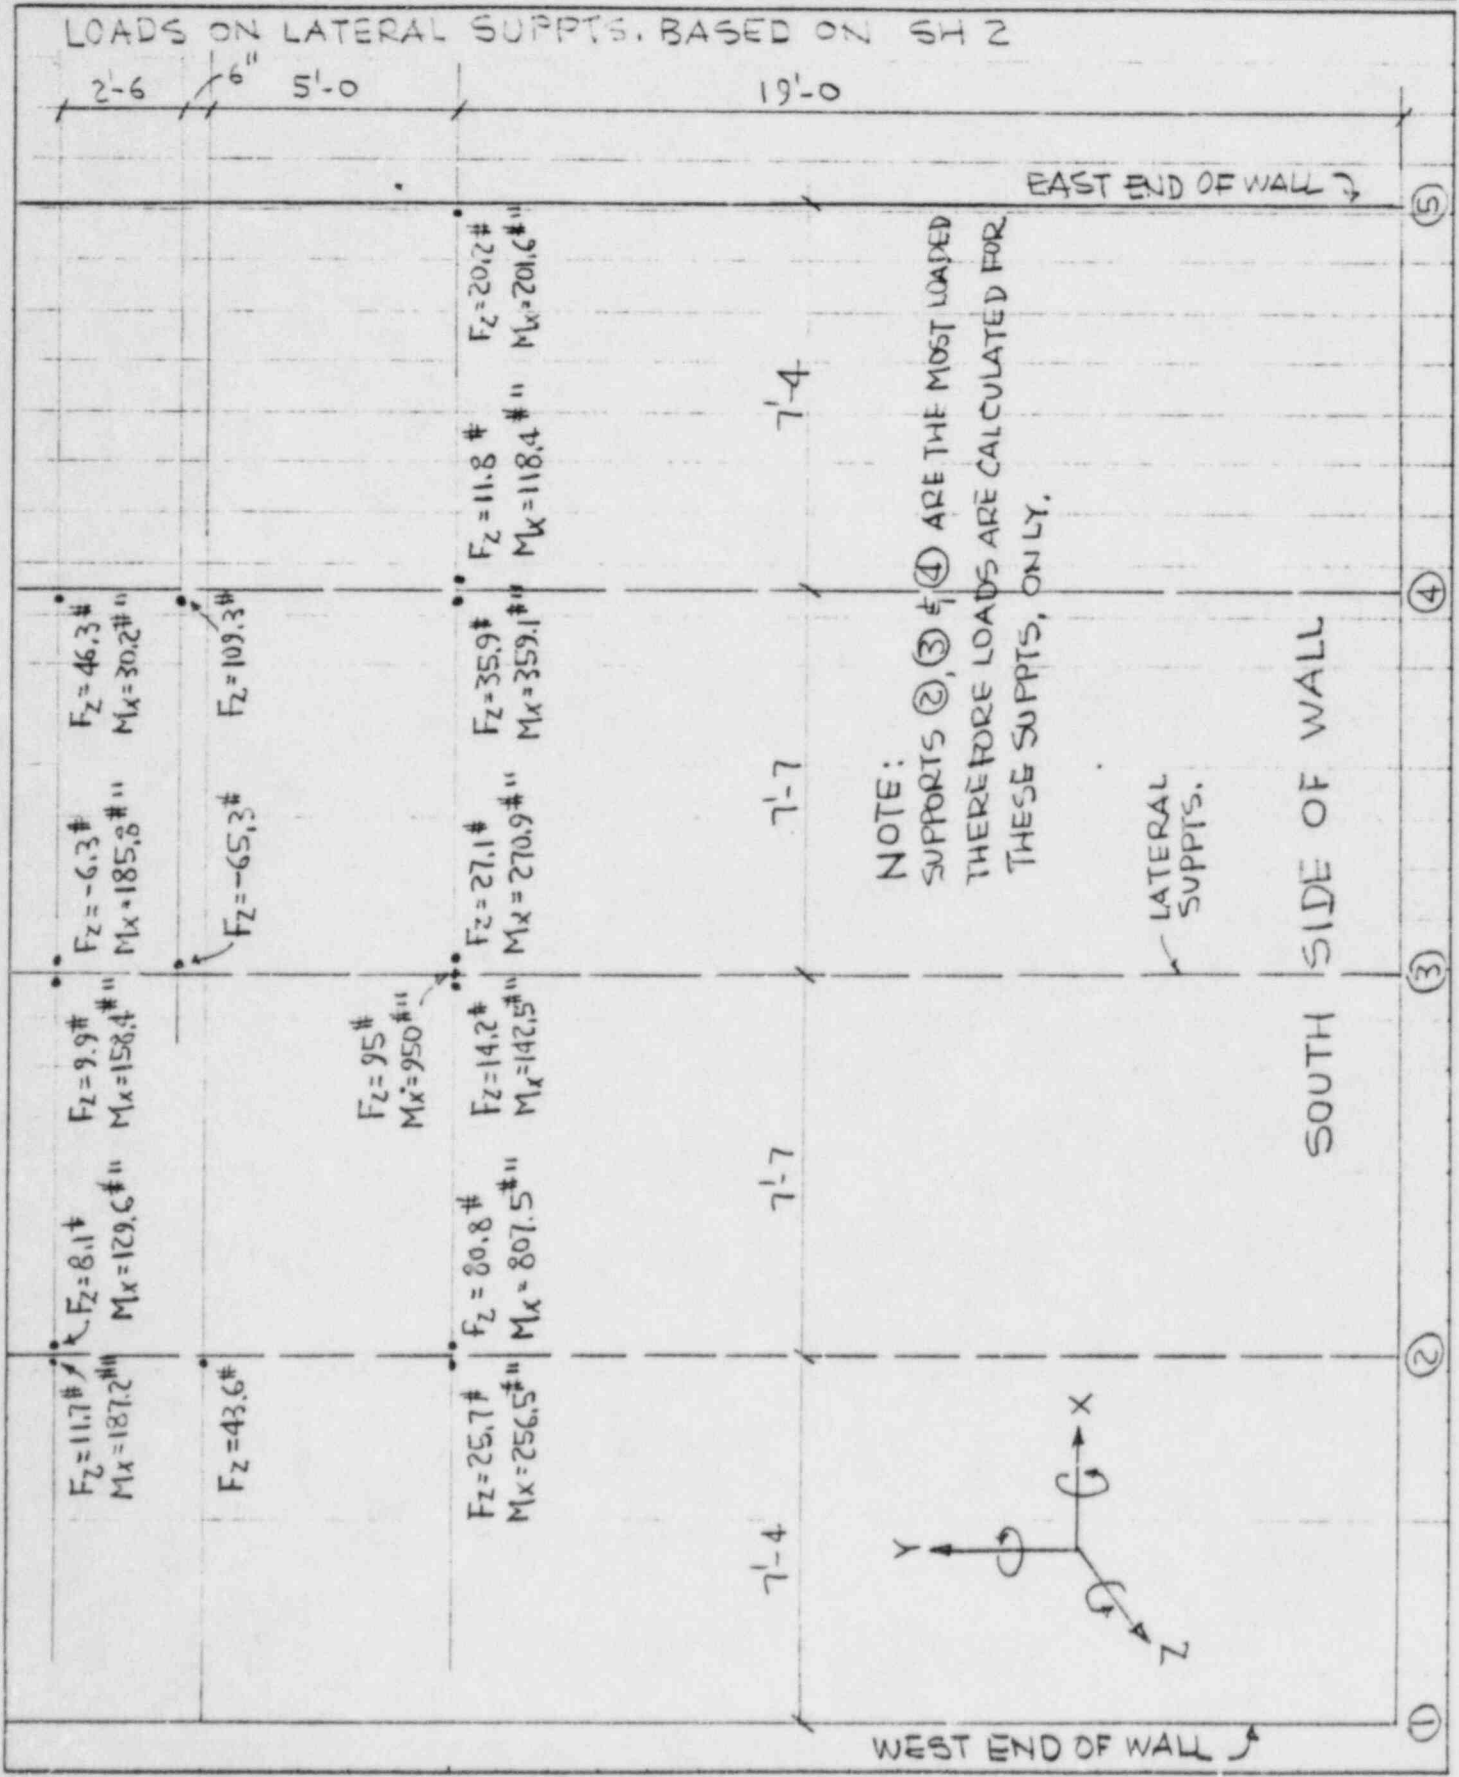 LOADS ON LATERAL SUPPTS. BASED ON SH 2
2'-6
6"
5'-0
19'-0
EAST END OF WALL
5
Fz=20.2#
Mx=201.6#"
7'-4
Fz=11.8#
Mx=118.4#"
4
Fz=46.3#
Mx=30.2#"
Fz=109.3#
Fz=35.9#
Mx=359.1#"
7'-7
Fz=-6.3#
Mx=185.8#"
Fz=-65.3#
Fz=27.1#
Mx=270.9#"
NOTE:
SUPPORTS ②, ③ & ④ ARE THE MOST LOADED
THEREFORE LOADS ARE CALCULATED FOR
THESE SUPPTS, ONLY.
LATERAL
SUPPTS.
SOUTH SIDE OF WALL
3
Fz=9.9#
Mx=158.4#"
Fz=95#
Mx=950#"
Fz=14.2#
Mx=142.5#"
7'-7
Fz=8.1#
Mx=129.6#"
Fz=80.8#
Mx=807.5#"
2
Fz=11.7#
Mx=187.2#"
Fz=43.6#
Fz=25.7#
Mx=256.5#"
7'-4
Y
X
Z
WEST END OF WALL
1